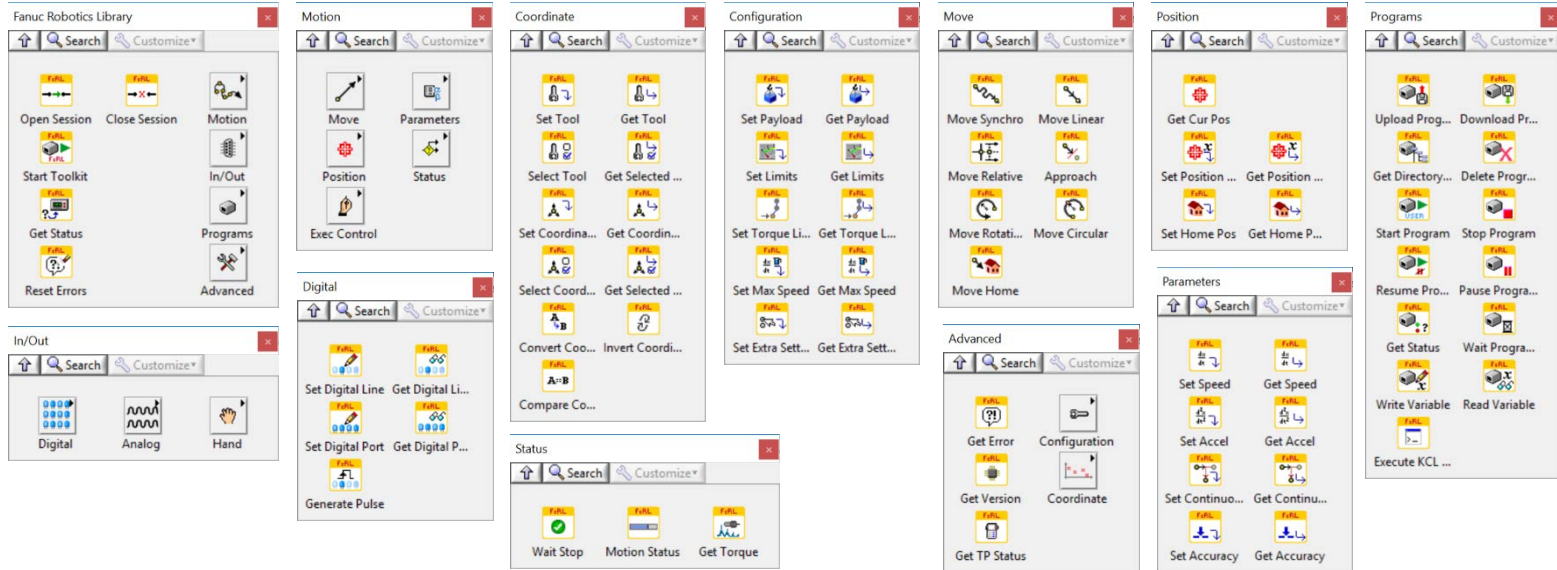 Fanuc Robotics Library
Search Customize
Open Session Close Session Motion
Start Toolkit In/Out
Get Status Programs
Reset Errors Advanced
In/Out
Search Customize
Digital Analog Hand
Motion
Search Customize
Move Parameters
Position Status
Exec Control
Digital
Search Customize
Set Digital Line Get Digital Li...
Set Digital Port Get Digital P...
Generate Pulse
Coordinate
Search Customize
Set Tool Get Tool
Select Tool Get Selected ...
Set Coordina... Get Coordin...
Select Coord... Get Selected ...
Convert Coo... Invert Coordi...
Compare Co...
Status
Search Customize
Wait Stop Motion Status Get Torque
Configuration
Search Customize
Set Payload Get Payload
Set Limits Get Limits
Set Torque Li... Get Torque L...
Set Max Speed Get Max Speed
Set Extra Sett... Get Extra Sett...
Move
Search Customize
Move Synchro Move Linear
Move Relative Approach
Move Rotati... Move Circular
Move Home
Advanced
Search Customize
Get Error Configuration
Get Version Coordinate
Get TP Status
Position
Search Customize
Get Cur Pos
Set Position ... Get Position ...
Set Home Pos Get Home P...
Parameters
Search Customize
Set Speed Get Speed
Set Accel Get Accel
Set Continuo... Get Continu...
Set Accuracy Get Accuracy
Programs
Search Customize
Upload Prog... Download Pr...
Get Directory... Delete Progr...
USER
Start Program Stop Program
Resume Pro... Pause Progra...
Get Status Wait Progra...
Write Variable Read Variable
Execute KCL ...